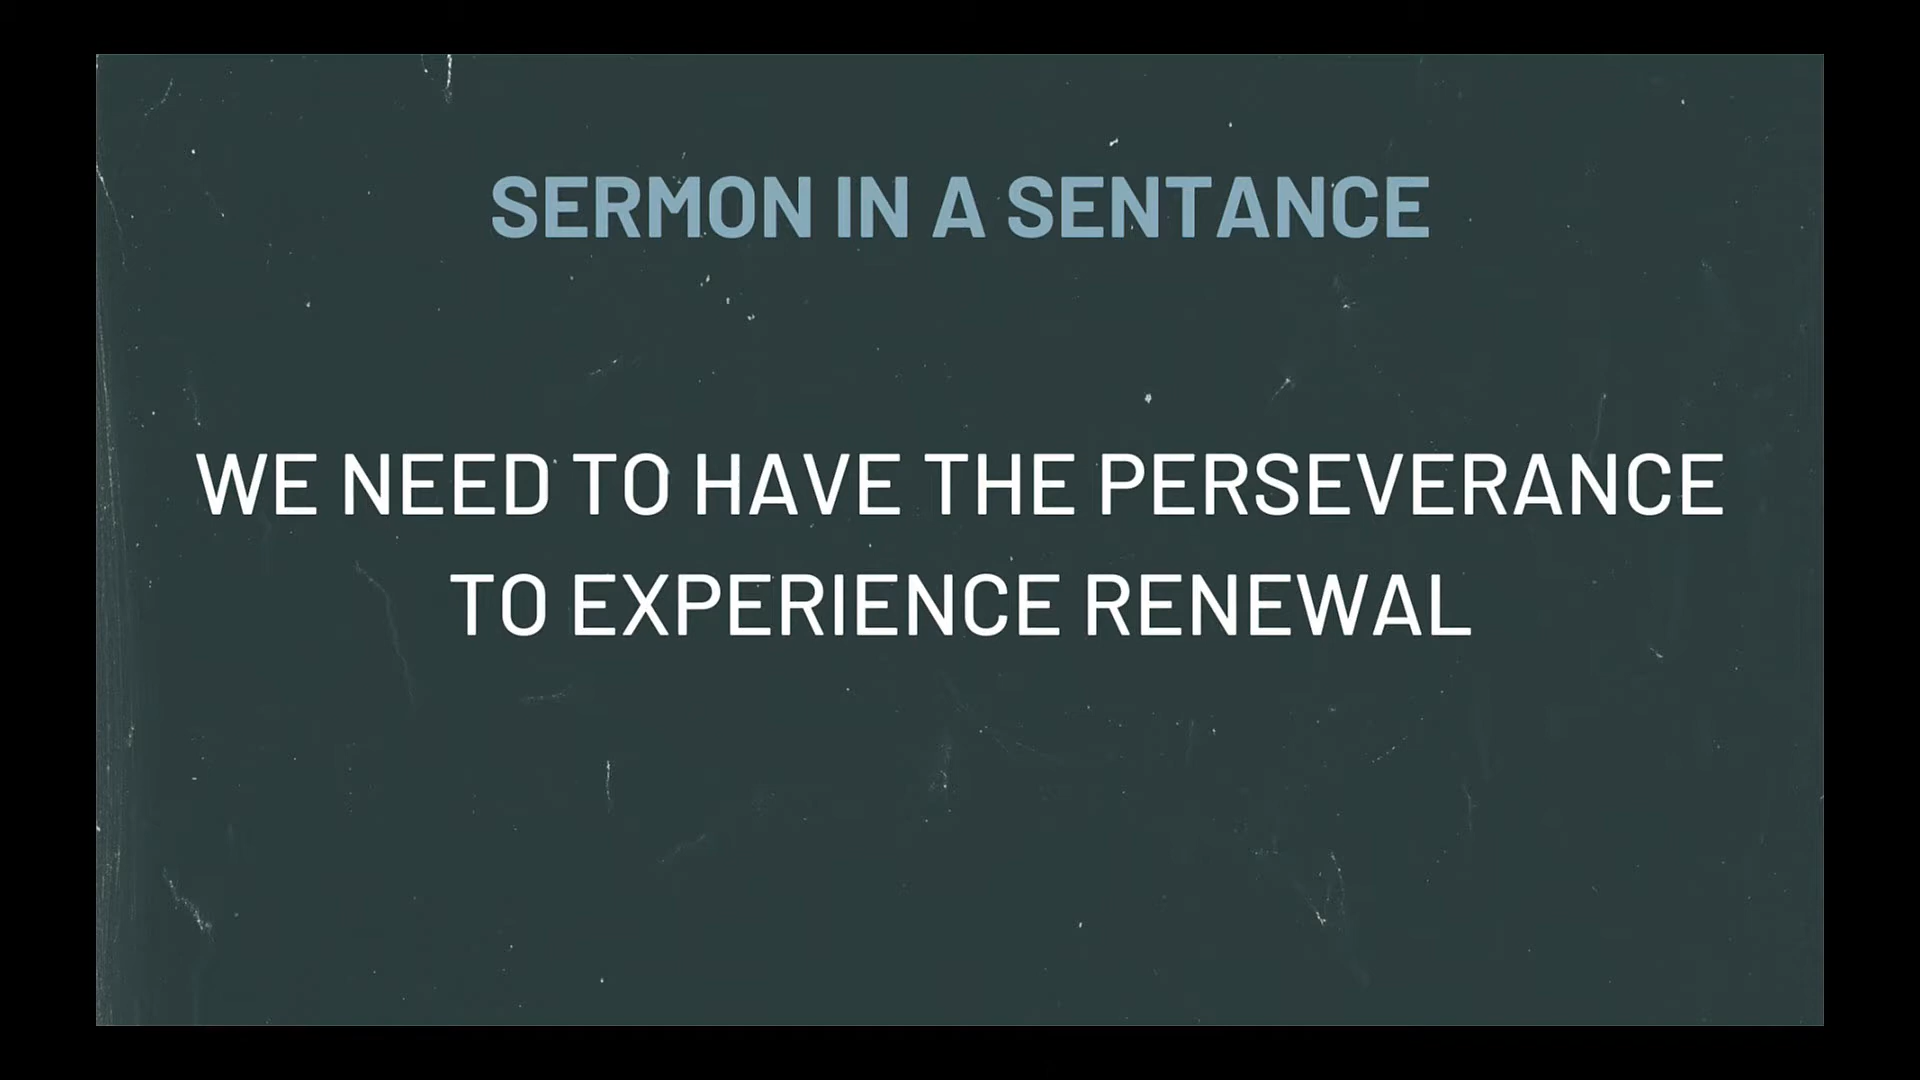 SERMON IN A SENTANCE
WE NEED TO HAVE THE PERSEVERANCE
TO EXPERIENCE RENEWAL